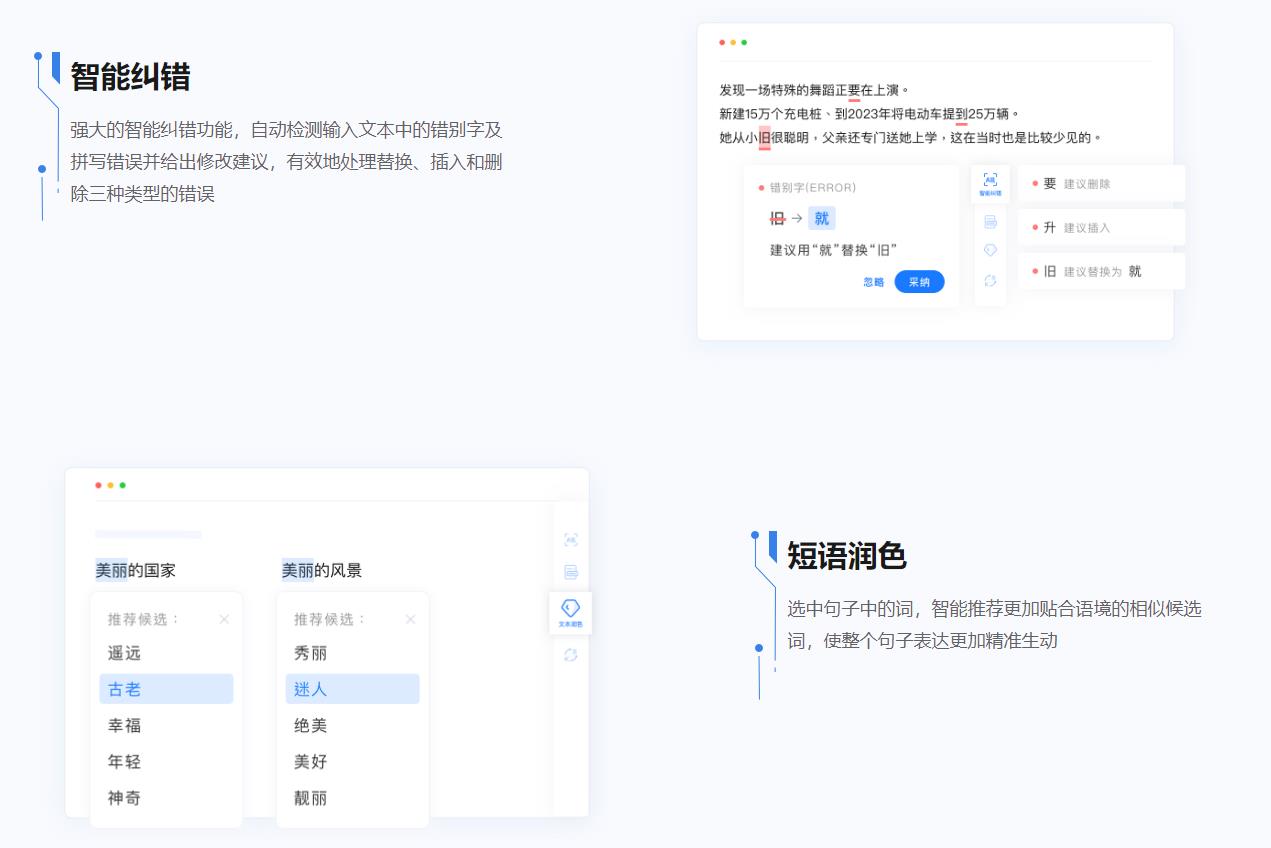 智能纠错
强大的智能纠错功能，自动检测输入文本中的错别字及
拼写错误并给出修改建议，有效地处理替换、插入和删
除三种类型的错误
发现一场特殊的舞蹈正要在上演。
新建15万个充电桩、到2023年将电动车提到25万辆。
她从小旧很聪明，父亲还专门送她上学，这在当时也是比较少见的。
错别字(ERROR)
旧 → 就
建议用“就”替换“旧”
忽略 采纳
智能纠错
要 建议删除
升 建议插入
旧 建议替换为 就
美丽的国家
推荐候选：
遥远
古老
幸福
年轻
神奇
美丽的风景
推荐候选：
秀丽
迷人
绝美
美好
靓丽
文本润色
短语润色
选中句子中的词，智能推荐更加贴合语境的相似候选
词，使整个句子表达更加精准生动